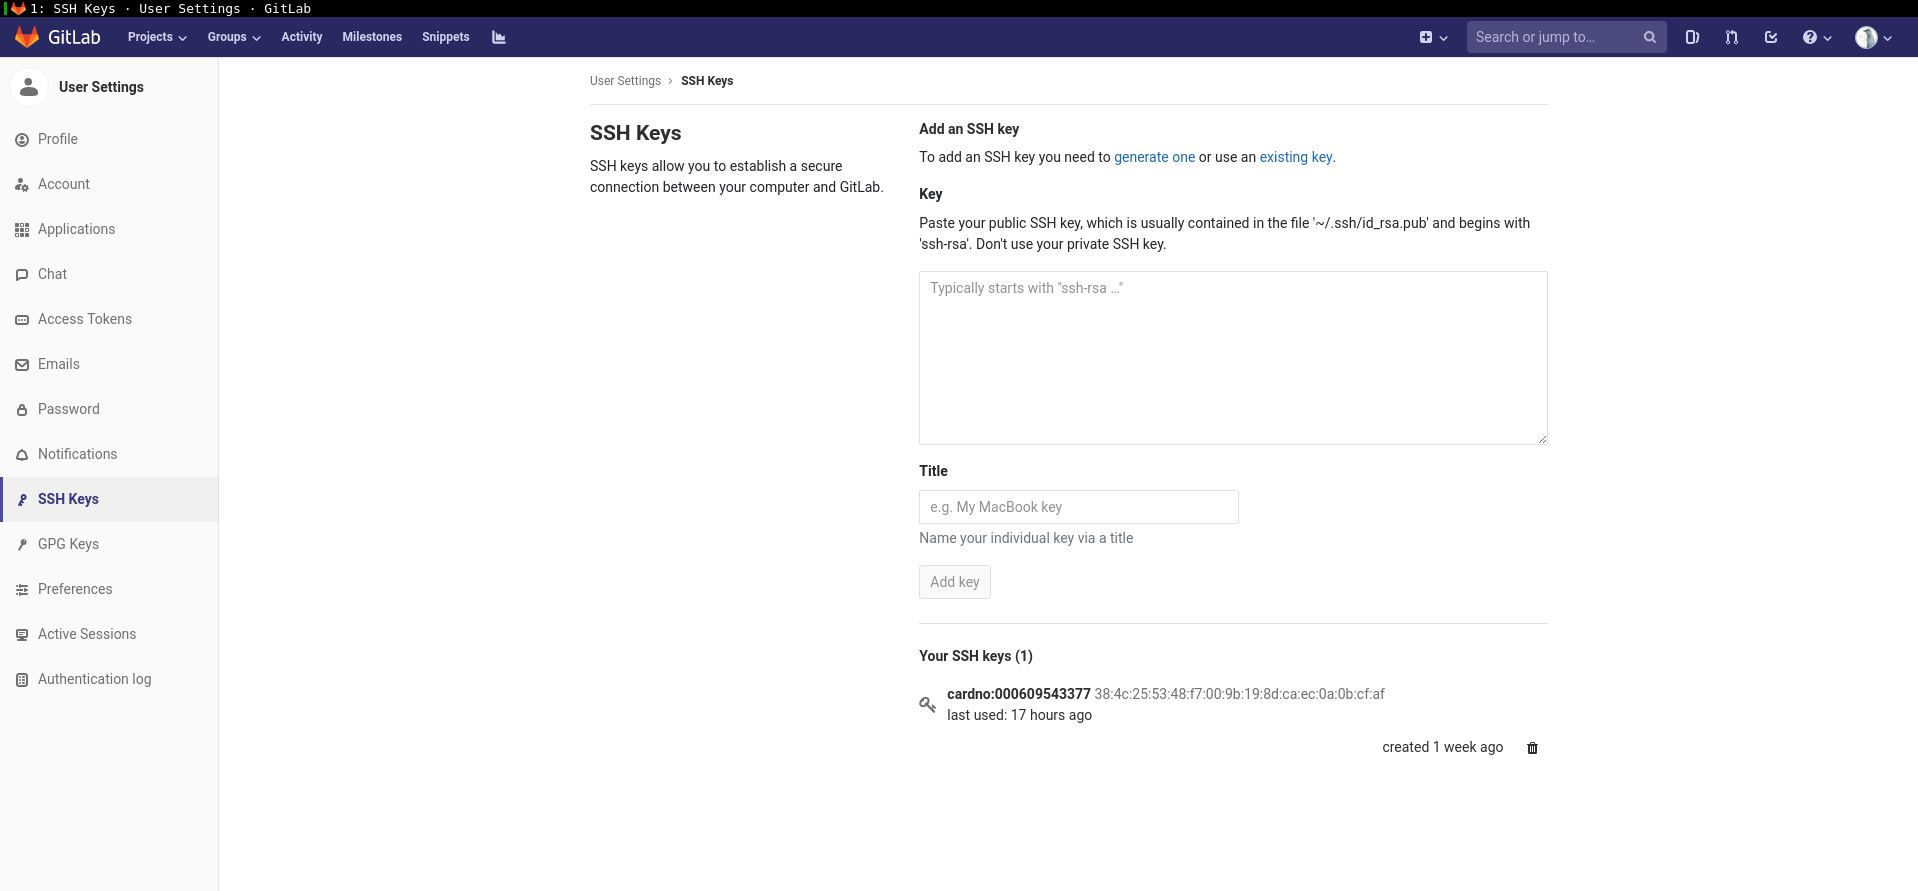 1: SSH Keys · User Settings · GitLab
GitLab Projects Groups Activity Milestones Snippets Search or jump to…
User Settings
Profile
Account
Applications
Chat
Access Tokens
Emails
Password
Notifications
SSH Keys
GPG Keys
Preferences
Active Sessions
Authentication log
User Settings › SSH Keys
SSH Keys
SSH keys allow you to establish a secure
connection between your computer and GitLab.
Add an SSH key
To add an SSH key you need to generate one or use an existing key.
Key
Paste your public SSH key, which is usually contained in the file '~/.ssh/id_rsa.pub' and begins with
'ssh-rsa'. Don't use your private SSH key.
Typically starts with "ssh-rsa …"
Title
e.g. My MacBook key
Name your individual key via a title
Add key
Your SSH keys (1)
cardno:000609543377 38:4c:25:53:48:f7:00:9b:19:8d:ca:ec:0a:0b:cf:af
last used: 17 hours ago
created 1 week ago